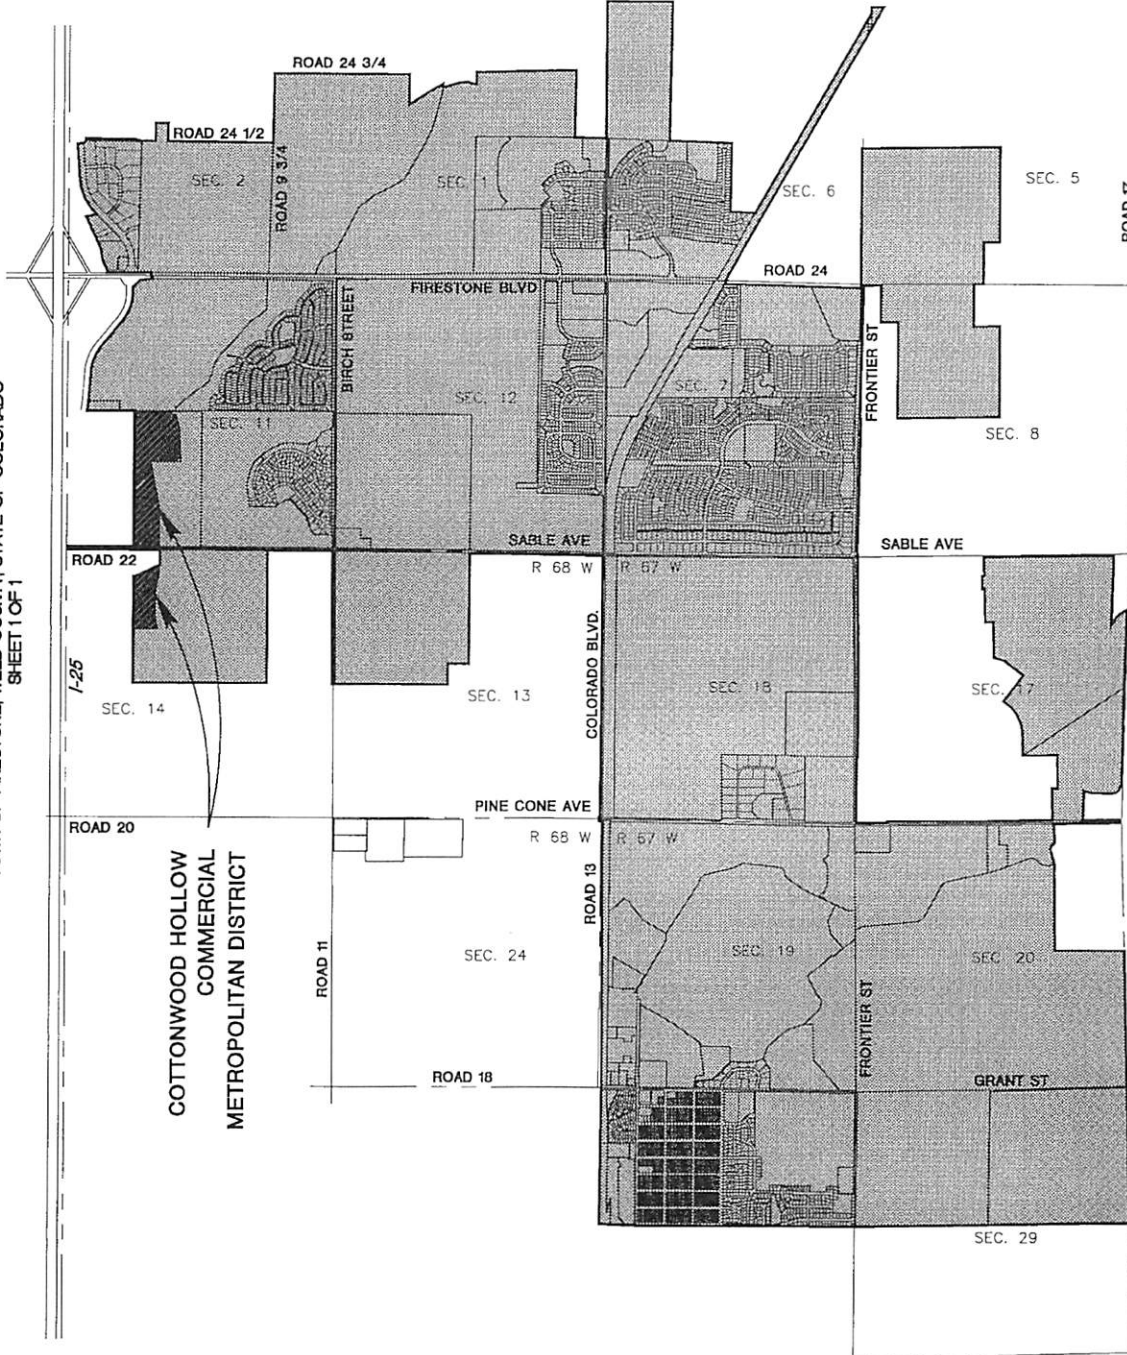 SHEET 1 OF 1
ROAD 24 3/4
ROAD 24 1/2
SEC. 2
ROAD 9 3/4
SEC. 1
SEC. 6
SEC. 5
ROAD 24
FIRESTONE BLVD
BIRCH STREET
SEC. 12
SEC. 7
FRONTIER ST
SEC. 11
SEC. 8
SABLE AVE
SABLE AVE
ROAD 22
R 68 W
R 67 W
I-25
SEC. 14
SEC. 13
COLORADO BLVD.
SEC. 18
SEC. 17
PINE CONE AVE
ROAD 20
R 68 W
R 67 W
COTTONWOOD HOLLOW
COMMERCIAL
METROPOLITAN DISTRICT
ROAD 11
SEC. 24
ROAD 13
SEC. 19
SEC. 20
FRONTIER ST
ROAD 18
GRANT ST
SEC. 29